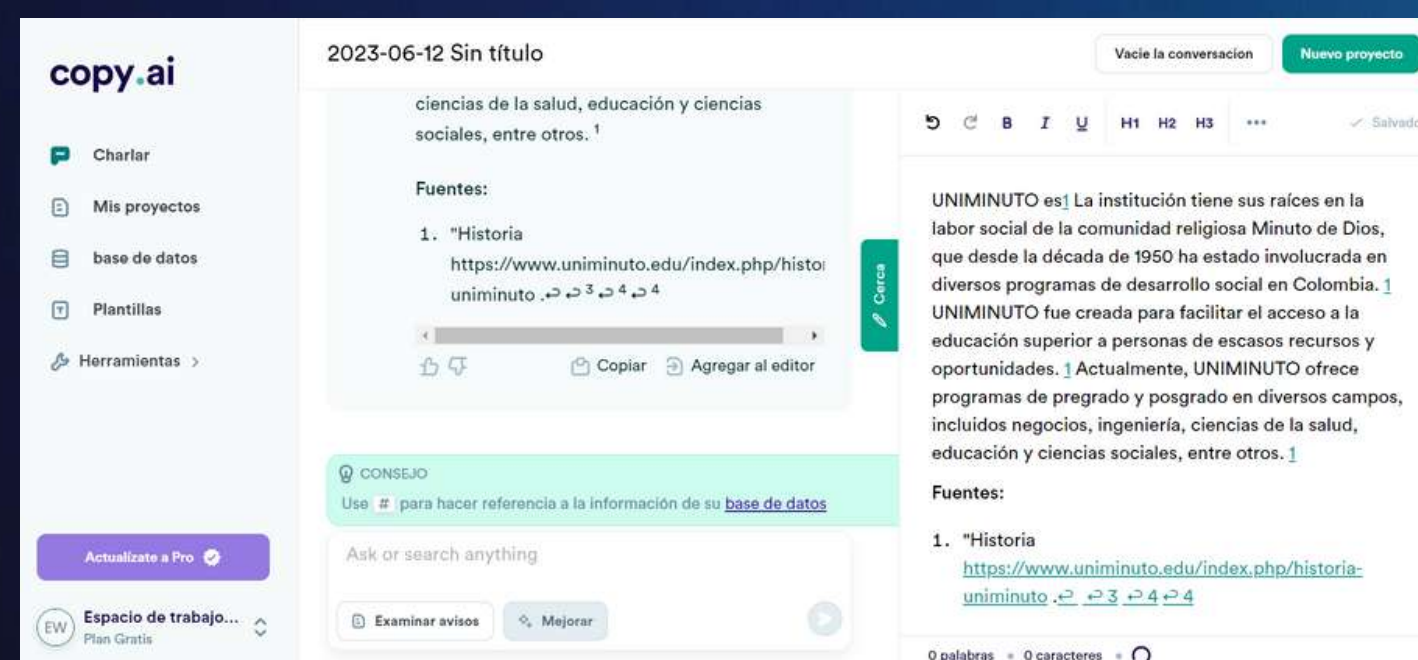 copy.ai
Charlar
Mis proyectos
base de datos
Plantillas
Herramientas >
Actualízate a Pro
EW
Espacio de trabajo...
Plan Gratis
2023-06-12 Sin título
Vacie la conversacion
Nuevo proyecto
ciencias de la salud, educación y ciencias
sociales, entre otros. 1
Fuentes:
1. "Historia
https://www.uniminuto.edu/index.php/histor
uniminuto .↩ ↩ 3 ↩ 4 ↩ 4
Copiar
Agregar al editor
Cerca
CONSEJO
Use # para hacer referencia a la información de su base de datos
Ask or search anything
Examinar avisos
Mejorar
B I U H1 H2 H3 •••
✓ Salvado
UNIMINUTO es1 La institución tiene sus raíces en la
labor social de la comunidad religiosa Minuto de Dios,
que desde la década de 1950 ha estado involucrada en
diversos programas de desarrollo social en Colombia. 1
UNIMINUTO fue creada para facilitar el acceso a la
educación superior a personas de escasos recursos y
oportunidades. 1 Actualmente, UNIMINUTO ofrece
programas de pregrado y posgrado en diversos campos,
incluidos negocios, ingeniería, ciencias de la salud,
educación y ciencias sociales, entre otros. 1
Fuentes:
1. "Historia
https://www.uniminuto.edu/index.php/historia-
uniminuto .↩ ↩ 3 ↩ 4 ↩ 4
0 palabras • 0 caracteres •